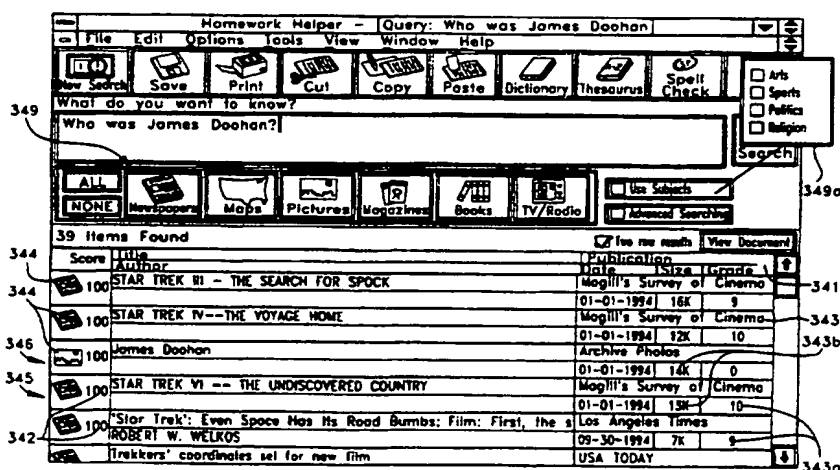 Homework Helper - Query: Who was James Doohan
File Edit Options Tools View Window Help
New Search Save Print Cut Copy Paste Dictionary Thesaurus Spell Check
Arts
Sports
Politics
Religion
What do you want to know?
349
Who was James Doohan?
Search
349a
ALL
NONE
Newspapers Maps Pictures Magazines Books TV/Radio
Use Subjects
Advanced Searching
39 Items Found
Two row results View Document
344
Score Title Publication
Author Date Size Grade
341
100 STAR TREK III - THE SEARCH FOR SPOCK Magill's Survey of Cinema
01-01-1994 16K 9
344
100 STAR TREK IV--THE VOYAGE HOME Magill's Survey of Cinema
343
01-01-1994 12K 10
343b
346
100 James Doohan Archive Photos
01-01-1994 14K 0
345
100 STAR TREK VI -- THE UNDISCOVERED COUNTRY Magill's Survey of Cinema
01-01-1994 15K 10
342
100 'Star Trek': Even Space Has Its Road Bumbs: Film: First, the s Los Angeles Times
ROBERT W. WELKOS 09-30-1994 7K 9
Trekkers' coordinates set for new film USA TODAY